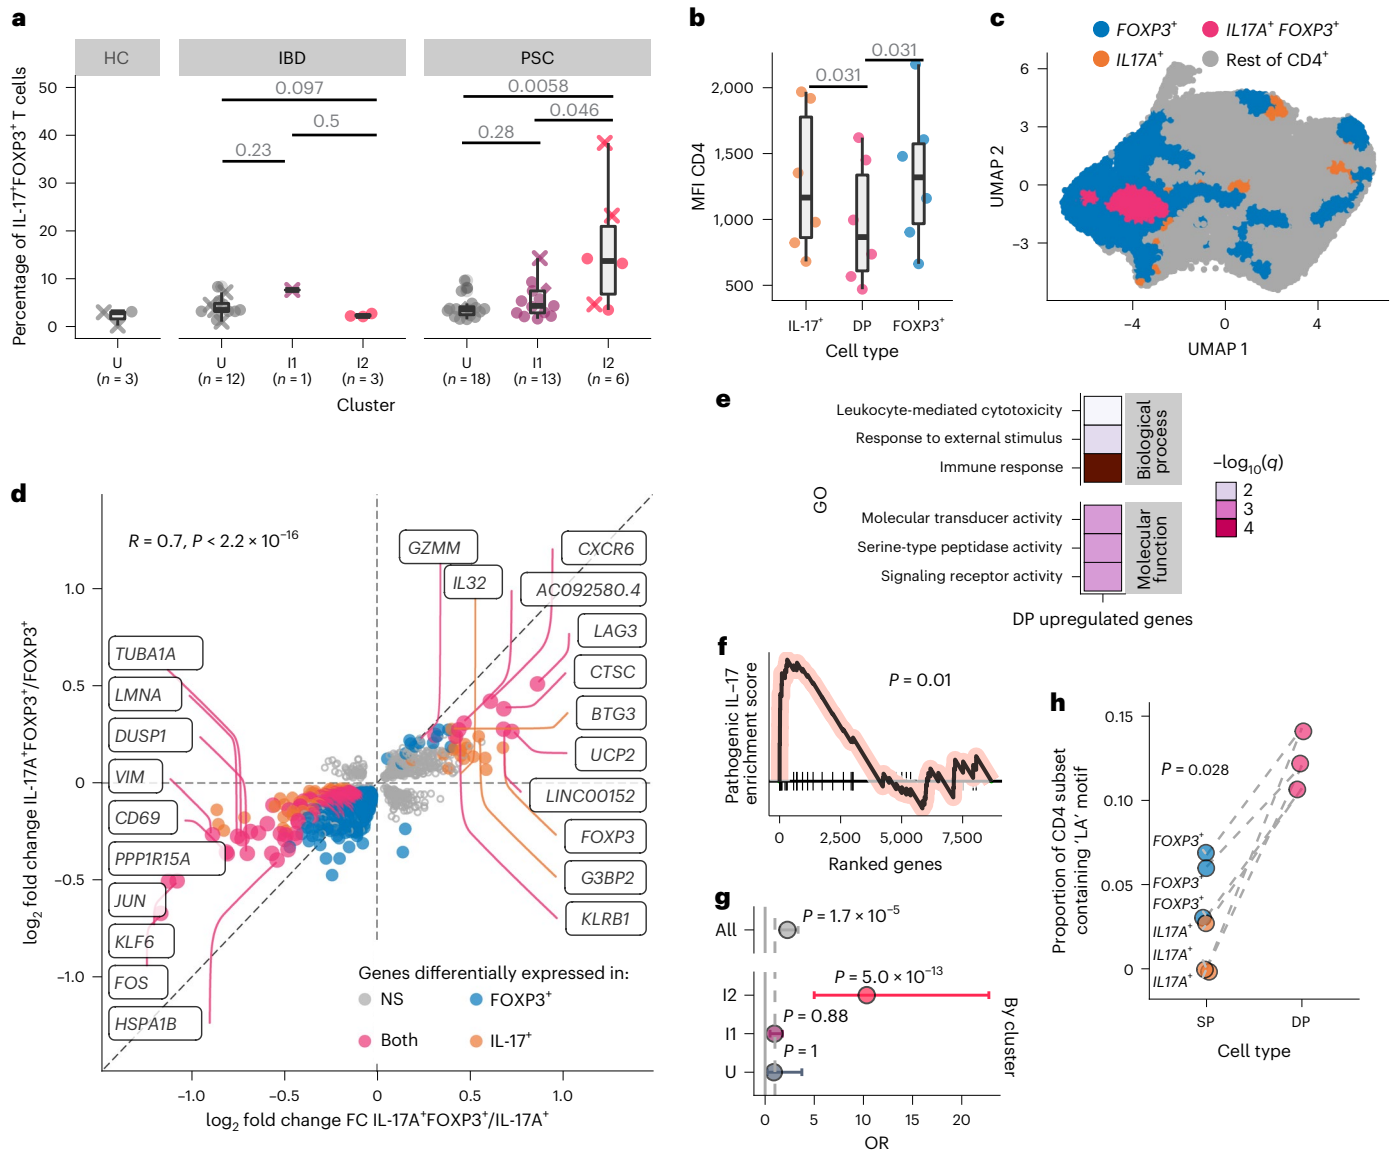 a
HC
IBD
PSC
Percentage of IL-17⁺FOXP3⁺ T cells
50
40
30
20
10
0
0.097
0.5
0.23
0.0058
0.046
0.28
U
(n = 3)
U
(n = 12)
I1
(n = 1)
I2
(n = 3)
U
(n = 18)
I1
(n = 13)
I2
(n = 6)
Cluster
b
MFI CD4
2,000
1,500
1,000
500
0.031
0.031
IL-17⁺
DP
FOXP3⁺
Cell type
c
FOXP3⁺
IL17A⁺ FOXP3⁺
IL17A⁺
Rest of CD4⁺
UMAP 2
6
3
0
−3
−4
0
4
UMAP 1
d
R = 0.7, P < 2.2 × 10⁻¹⁶
log₂ fold change IL-17A⁺FOXP3⁺/FOXP3⁺
1.0
0.5
0
−0.5
−1.0
GZMM
IL32
CXCR6
AC092580.4
LAG3
CTSC
BTG3
UCP2
LINC00152
FOXP3
G3BP2
KLRB1
TUBA1A
LMNA
DUSP1
VIM
CD69
PPP1R15A
JUN
KLF6
FOS
HSPA1B
Genes differentially expressed in:
NS
FOXP3⁺
Both
IL-17⁺
−1.0
−0.5
0
0.5
1.0
log₂ fold change FC IL-17A⁺FOXP3⁺/IL-17A⁺
e
GO
Leukocyte-mediated cytotoxicity
Response to external stimulus
Immune response
Biological
process
Molecular transducer activity
Serine-type peptidase activity
Signaling receptor activity
Molecular
function
DP upregulated genes
−log₁₀(q)
2
3
4
f
Pathogenic IL-17
enrichment score
P = 0.01
0
2,500
5,000
7,500
Ranked genes
g
All
P = 1.7 × 10⁻⁵
I2
P = 5.0 × 10⁻¹³
I1
P = 0.88
U
P = 1
By cluster
0
5
10
15
20
OR
h
Proportion of CD4 subset
containing ‘LA’ motif
0.15
0.10
0.05
0
P = 0.028
FOXP3⁺
FOXP3⁺
FOXP3⁺
IL17A⁺
IL17A⁺
IL17A⁺
SP
DP
Cell type